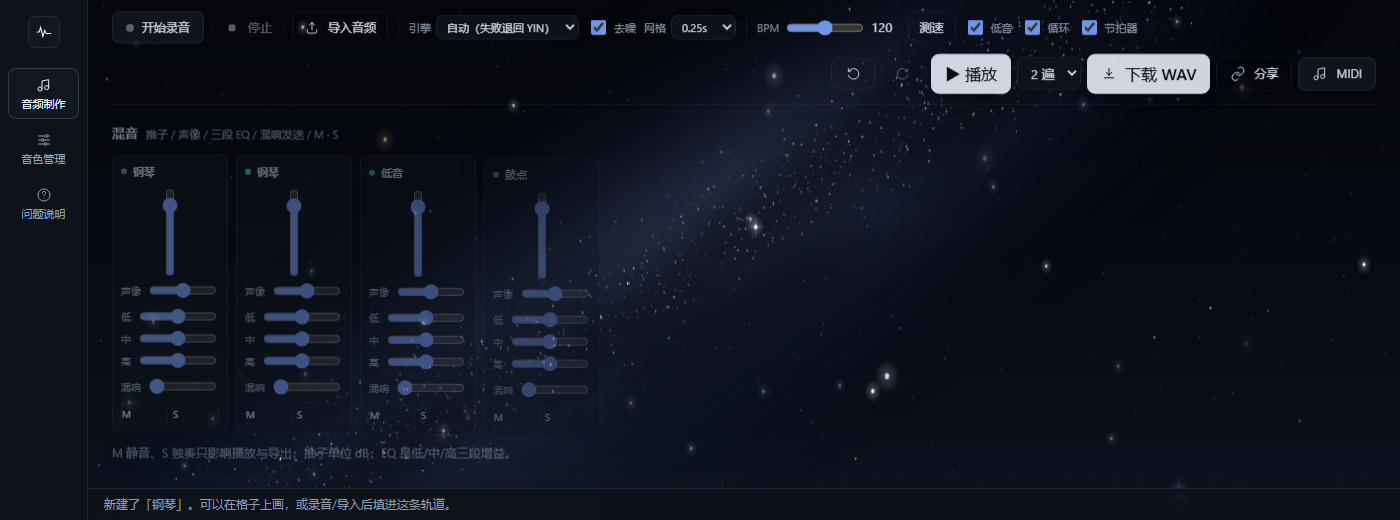 开始录音 停止 导入音频 引擎 自动（失败退回 YIN） 去噪 网格 0.25s BPM 120 测速 低音 循环 节拍器
播放 2 遍 下载 WAV 分享 MIDI
音频制作
音色管理
问题说明
混音 推子 / 声像 / 三段 EQ / 混响发送 / M · S
钢琴 钢琴 低音 鼓点
声像 声像 声像 声像
低 低 低 低
中 中 中 中
高 高 高 高
混响 混响 混响 混响
M S M S M S M S
M 静音、S 独奏只影响播放与导出；推子单位 dB；EQ 是低/中/高三段增益。
新建了「钢琴」。可以在格子上画，或录音/导入后填进这条轨道。